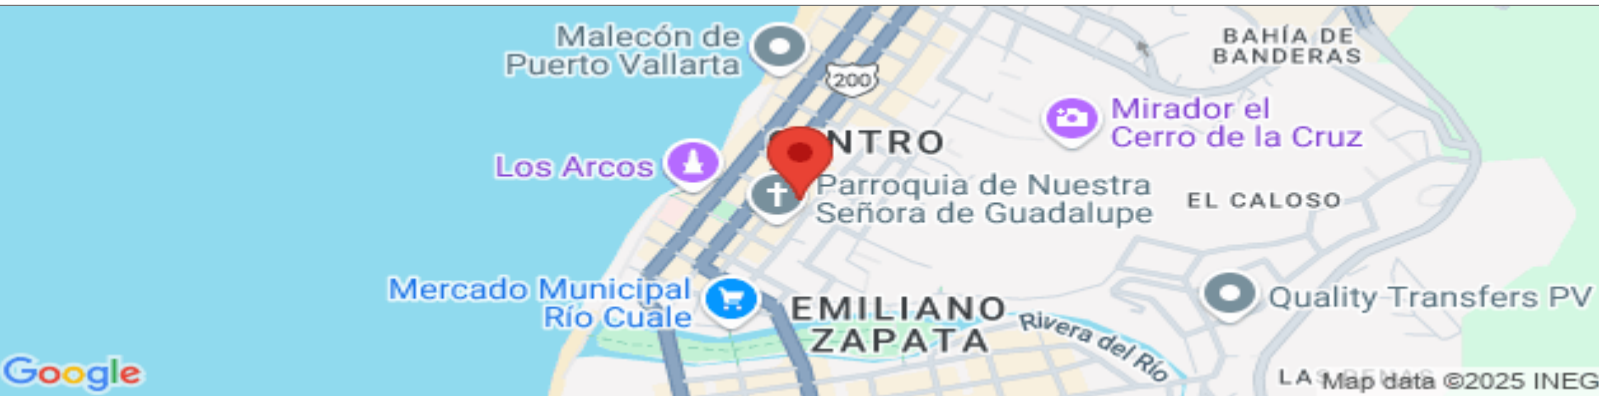 Malecón de
Puerto Vallarta
200
BAHÍA DE
BANDERAS
Mirador el
Cerro de la Cruz
NTRO
Los Arcos
Parroquia de Nuestra
Señora de Guadalupe
EL CALOSO
Mercado Municipal
Río Cuale
EMILIANO
ZAPATA
Rivera del Río
Quality Transfers PV
Google
LAS
Map data ©2025 INEG